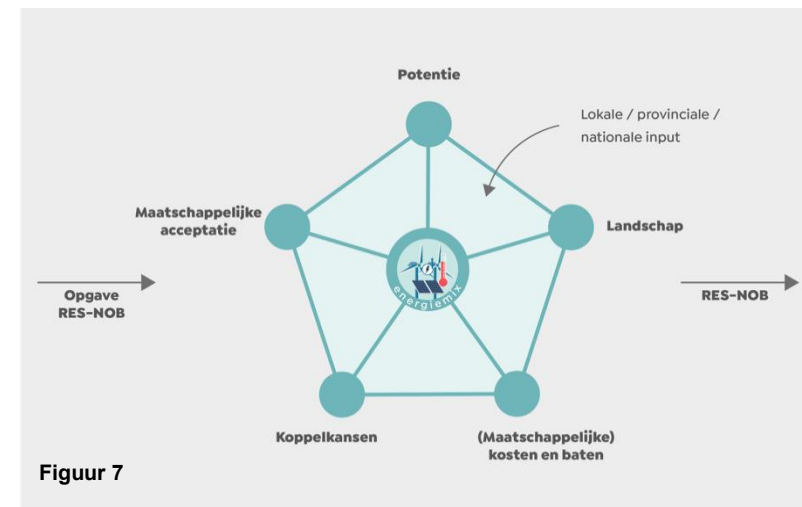 Potentie
Lokale / provinciale /
nationale input
Maatschappelijke
acceptatie
Landschap
energiemix
Opgave
RES-NOB
RES-NOB
Koppelkansen
(Maatschappelijke)
kosten en baten
Figuur 7